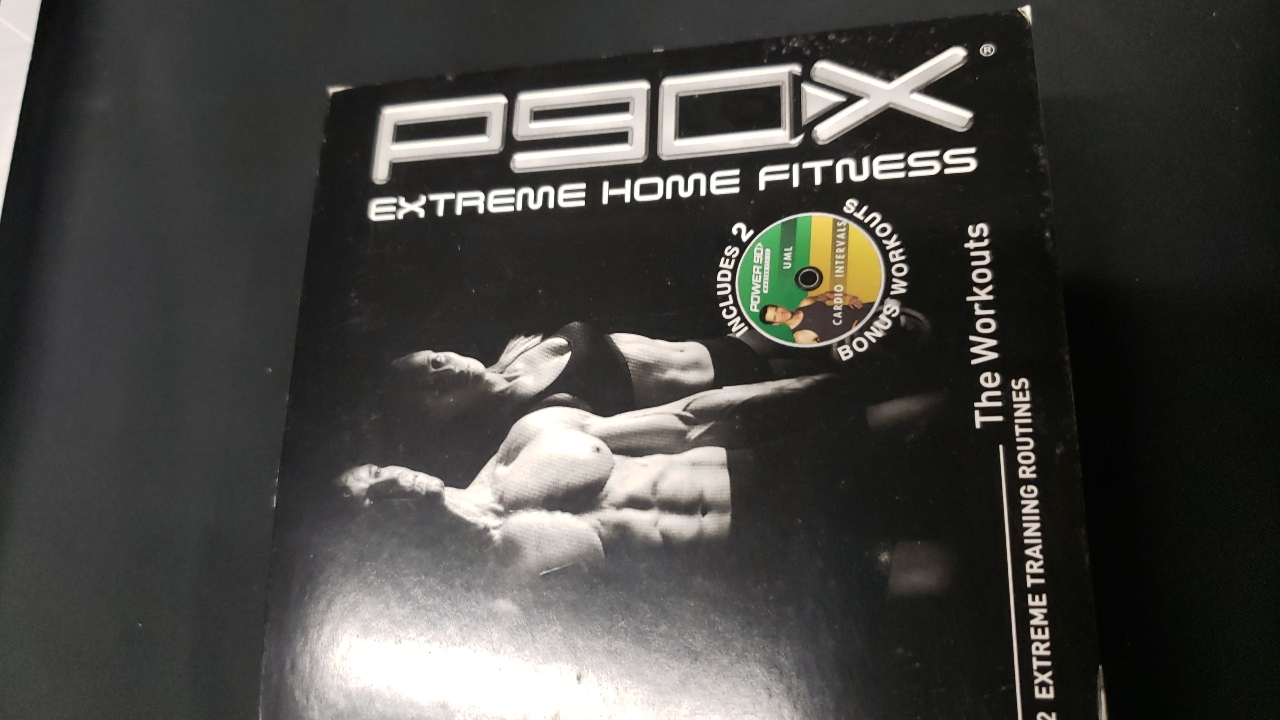 P90X®
EXTREME HOME FITNESS
INCLUDES 2
BONUS WORKOUTS
POWER 90
UML
CARDIO INTERVALS
The Workouts
2 EXTREME TRAINING ROUTINES